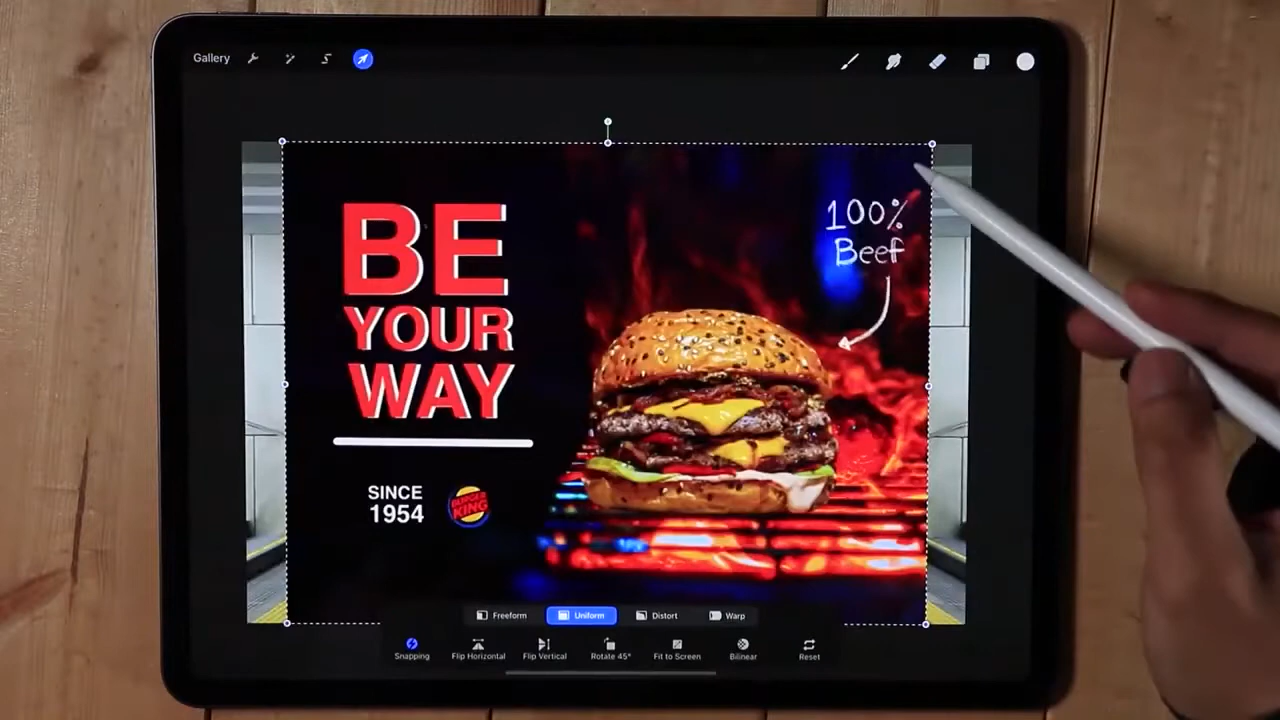 Gallery
100%
Beef
BE
YOUR
WAY
SINCE
1954
BURGER
KING
Freeform
Uniform
Distort
Warp
Snapping
Flip Horizontal
Flip Vertical
Rotate 45°
Fit to Screen
Bilinear
Reset